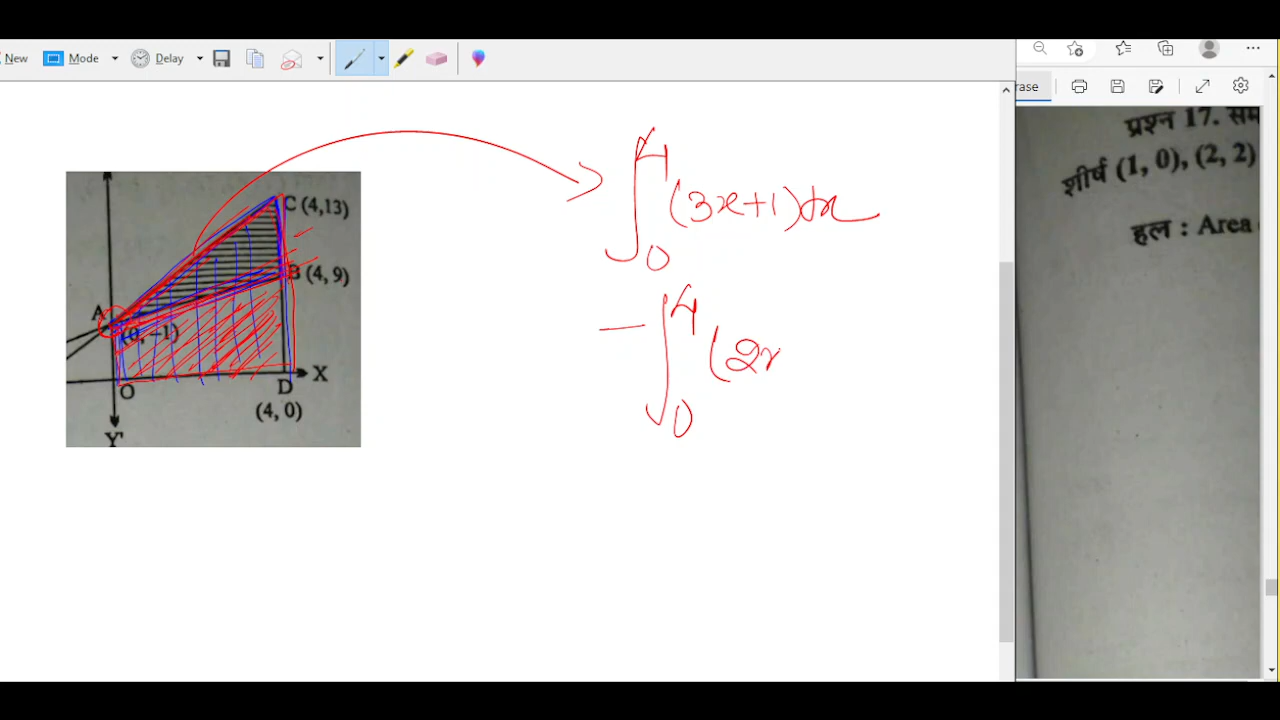 New Mode Delay
rase
C (4,13)
B (4, 9)
A
(0, −1)
O
D
X
(4, 0)
Y'
∫₀⁴ (3x+1) dx
− ∫₀⁴ (2x
प्रश्न 17.
शीर्ष (1, 0), (2, 2)
हल : Area